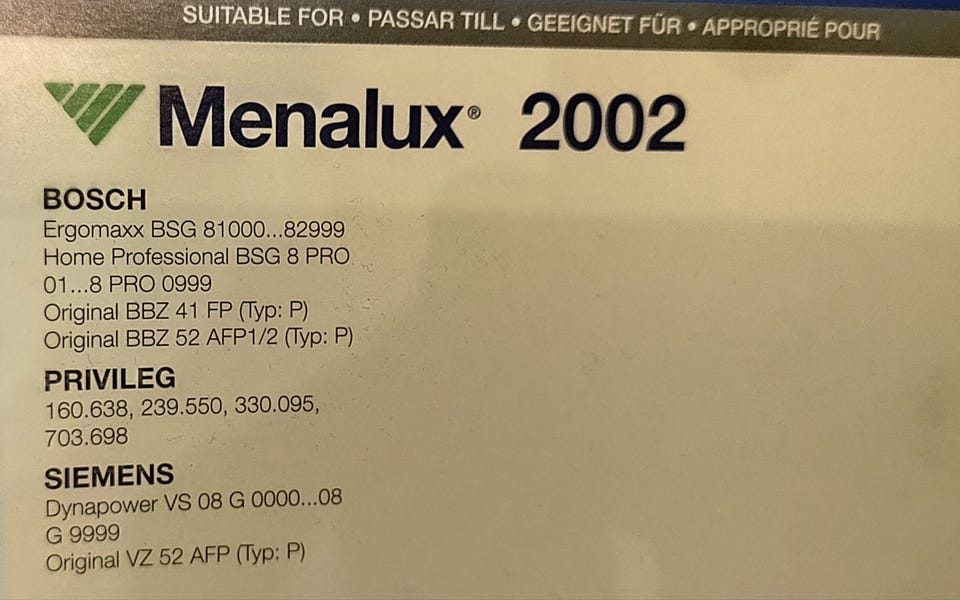 SUITABLE FOR • PASSAR TILL • GEEIGNET FÜR • APPROPRIÉ POUR
Menalux® 2002
BOSCH
Ergomaxx BSG 81000...82999
Home Professional BSG 8 PRO
01...8 PRO 0999
Original BBZ 41 FP (Typ: P)
Original BBZ 52 AFP1/2 (Typ: P)
PRIVILEG
160.638, 239.550, 330.095,
703.698
SIEMENS
Dynapower VS 08 G 0000...08
G 9999
Original VZ 52 AFP (Typ: P)